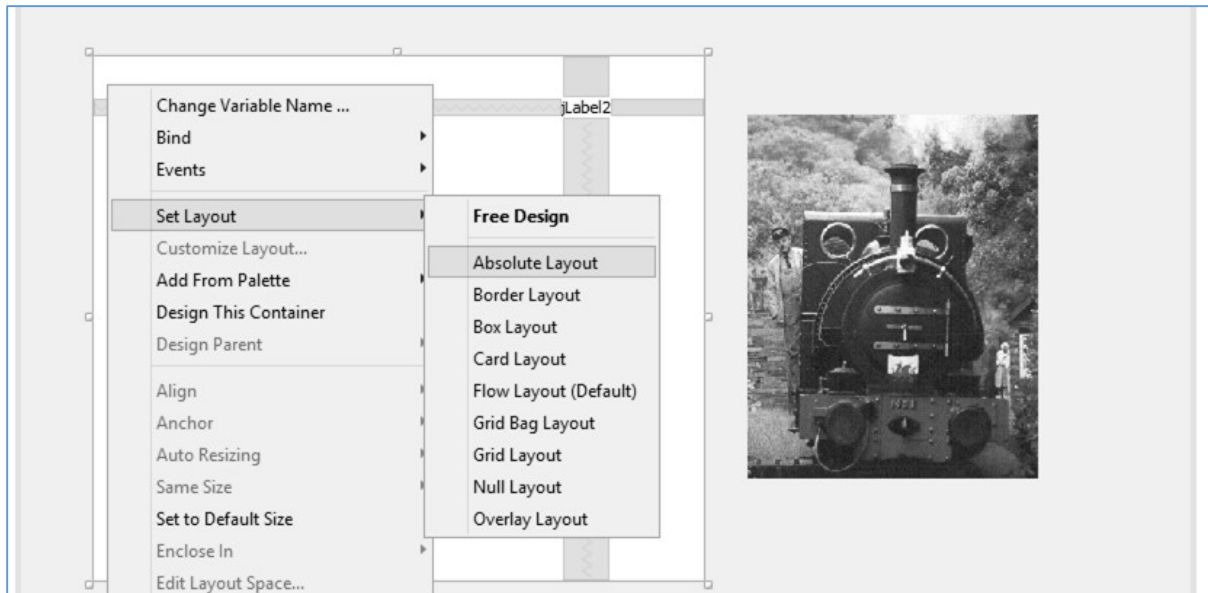 Change Variable Name ...
Bind
Events
Set Layout
Customize Layout...
Add From Palette
Design This Container
Design Parent
Align
Anchor
Auto Resizing
Same Size
Set to Default Size
Enclose In
Edit Layout Space...
Free Design
Absolute Layout
Border Layout
Box Layout
Card Layout
Flow Layout (Default)
Grid Bag Layout
Grid Layout
Null Layout
Overlay Layout
jLabel2